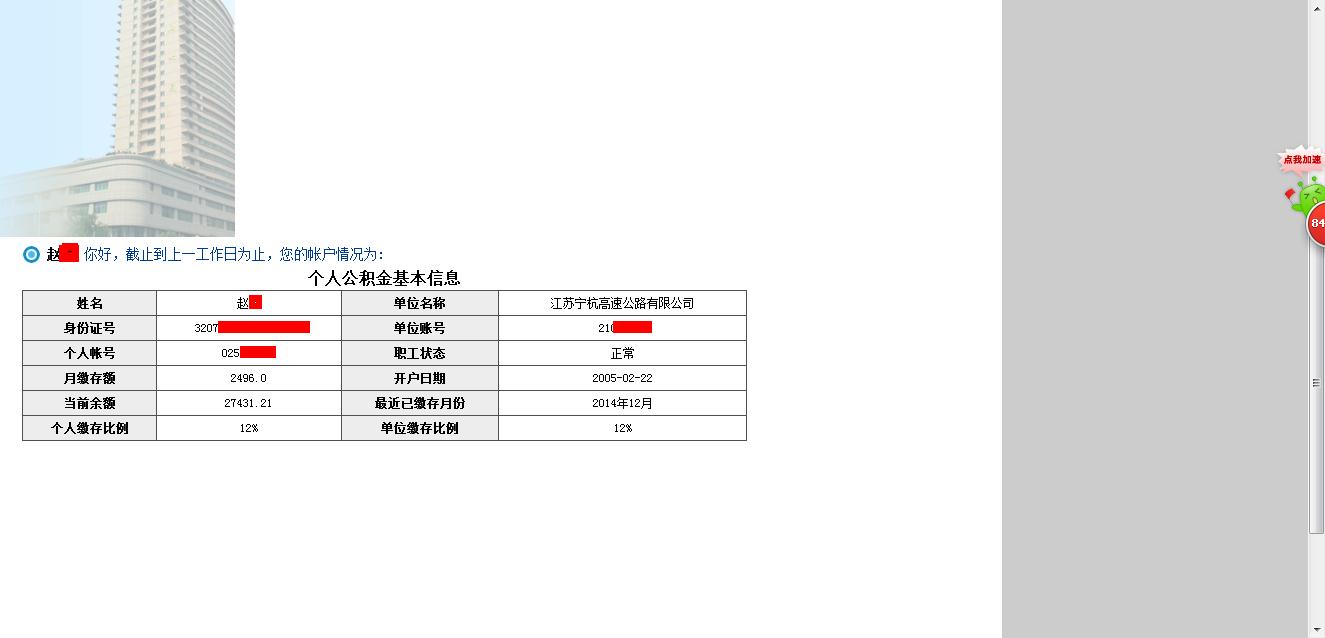 点我加速
84
赵 你好，截止到上一工作日为止，您的帐户情况为：
个人公积金基本信息
姓名 赵 单位名称 江苏宁杭高速公路有限公司
身份证号 3207 单位账号 210
个人帐号 025 职工状态 正常
月缴存额 2496.0 开户日期 2005-02-22
当前余额 27431.21 最近已缴存月份 2014年12月
个人缴存比例 12% 单位缴存比例 12%